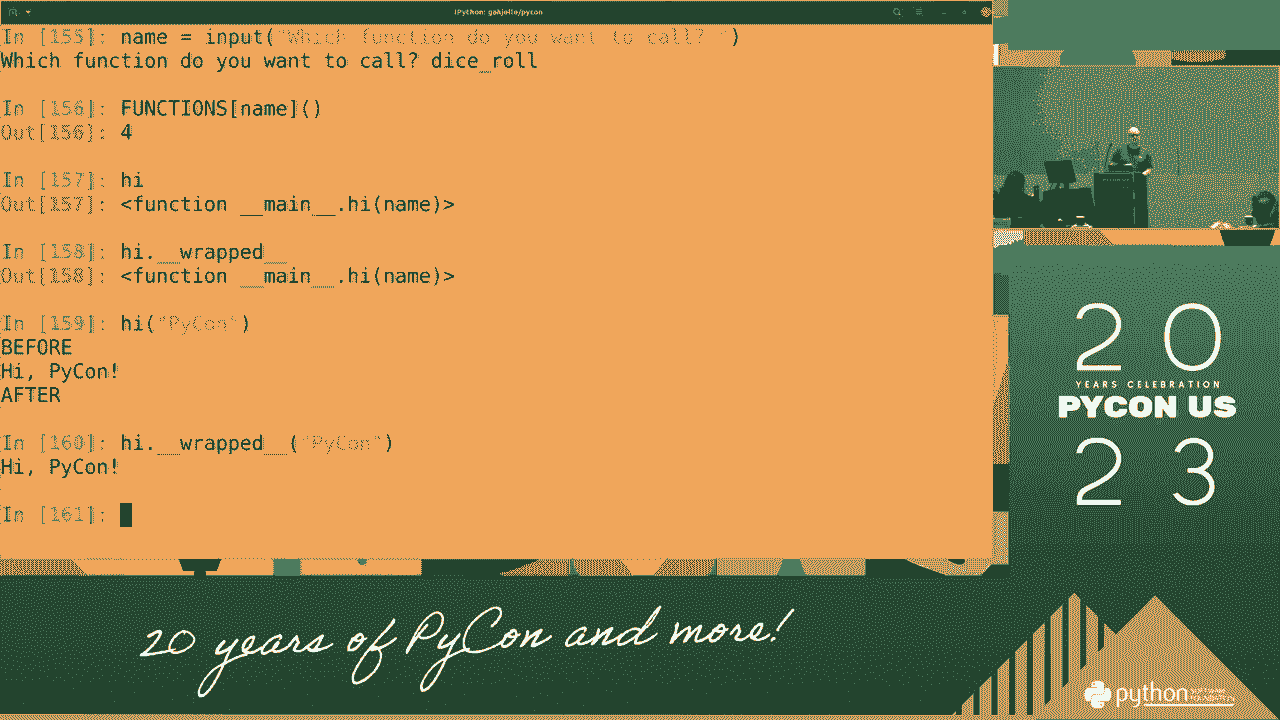 IPython: gahjelle/pycon
In [155]: name = input("Which function do you want to call? ")
Which function do you want to call? dice_roll
In [156]: FUNCTIONS[name]()
Out[156]: 4
In [157]: hi
Out[157]: <function __main__.hi(name)>
In [158]: hi.__wrapped__
Out[158]: <function __main__.hi(name)>
In [159]: hi("PyCon")
BEFORE
Hi, PyCon!
AFTER
In [160]: hi.__wrapped__("PyCon")
Hi, PyCon!
In [161]:
20
YEARS CELEBRATION
PYCON US
23
20 years of PyCon and more!
python